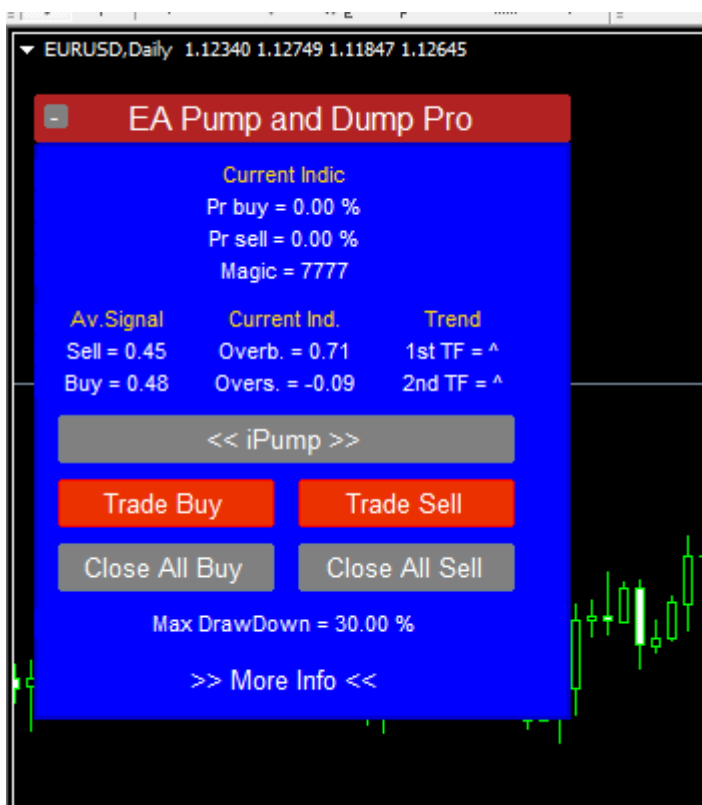 EURUSD,Daily 1.12340 1.12749 1.11847 1.12645
- EA Pump and Dump Pro
Current Indic
Pr buy = 0.00 %
Pr sell = 0.00 %
Magic = 7777
Av.Signal Current Ind. Trend
Sell = 0.45 Overb. = 0.71 1st TF = ^
Buy = 0.48 Overs. = -0.09 2nd TF = ^
<< iPump >>
Trade Buy Trade Sell
Close All Buy Close All Sell
Max DrawDown = 30.00 %
>> More Info <<